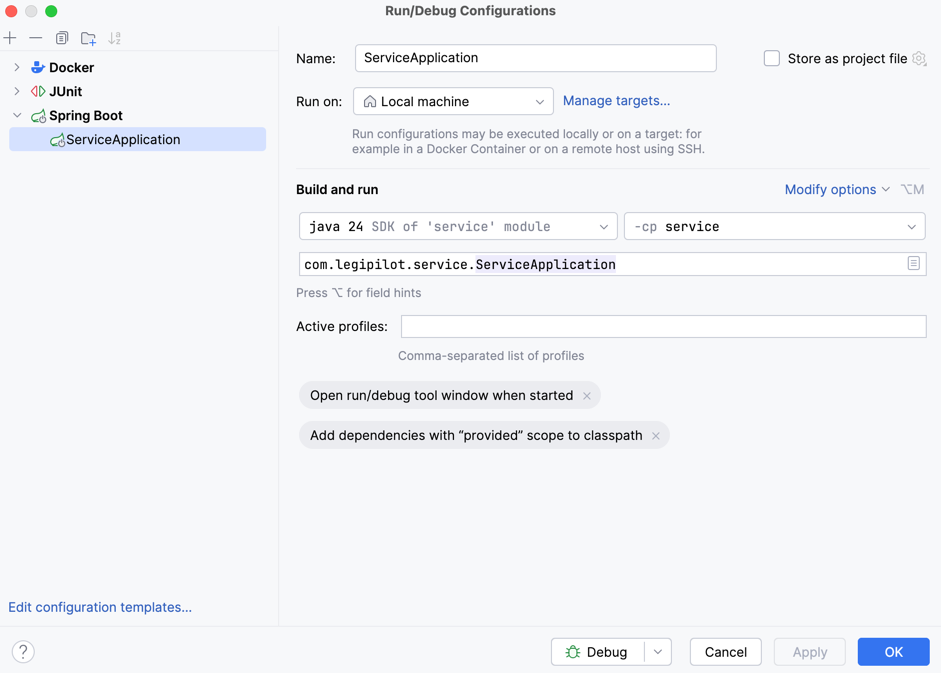 Run/Debug Configurations
Docker
JUnit
Spring Boot
ServiceApplication
Edit configuration templates...
Name: ServiceApplication Store as project file
Run on: Local machine Manage targets...
Run configurations may be executed locally or on a target: for
example in a Docker Container or on a remote host using SSH.
Build and run Modify options ⌥M
java 24 SDK of 'service' module -cp service
com.legipilot.service.ServiceApplication
Press ⌥ for field hints
Active profiles:
Comma-separated list of profiles
Open run/debug tool window when started ×
Add dependencies with “provided” scope to classpath ×
? Debug Cancel Apply OK